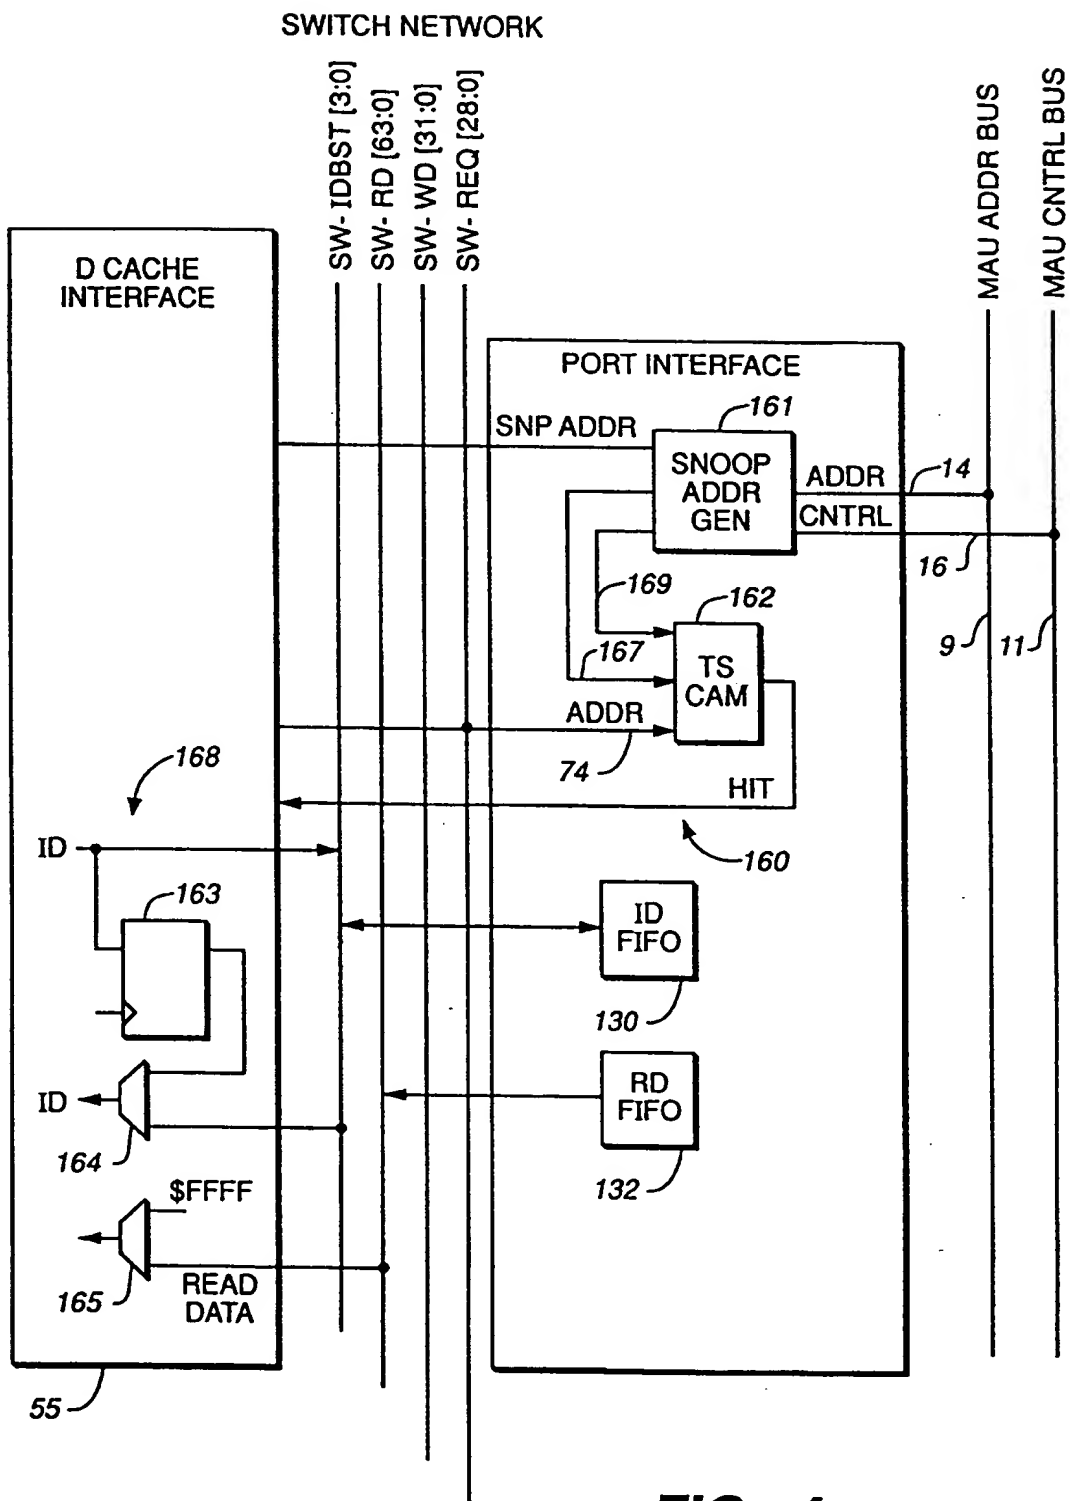 SWITCH NETWORK
SW- IDBST [3:0]
SW- RD [63:0]
SW- WD [31:0]
SW- REQ [28:0]
MAU ADDR BUS
MAU CNTRL BUS
D CACHE
INTERFACE
PORT INTERFACE
161
SNP ADDR
SNOOP
ADDR
GEN
ADDR
14
CNTRL
16
169
162
9
11
167
TS
CAM
ADDR
74
168
HIT
ID
160
163
ID
FIFO
130
ID
RD
FIFO
164
132
$FFFF
165
READ
DATA
55